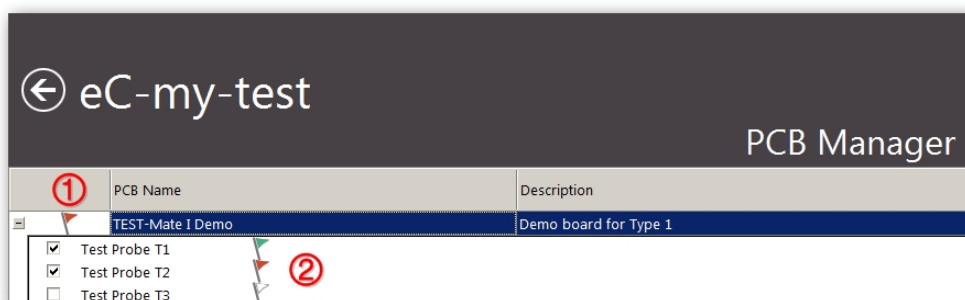 eC-my-test
PCB Manager
① PCB Name Description
TEST-Mate I Demo Demo board for Type 1
Test Probe T1
Test Probe T2 ②
Test Probe T3